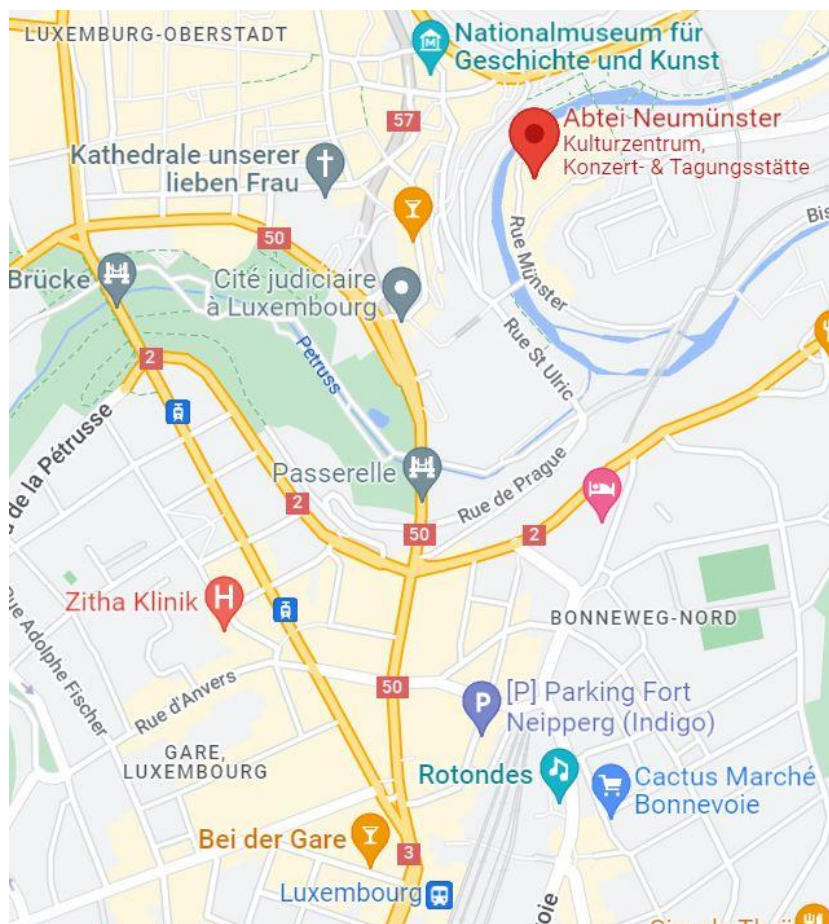 LUXEMBURG-OBERSTADT
Nationalmuseum für
Geschichte und Kunst
57
Abtei Neumünster
Kulturzentrum,
Konzert- & Tagungsstätte
Kathedrale unserer
lieben Frau
50
Rue Münster
Bis
Brücke
Cité judiciaire
à Luxembourg
2
Petruss
Rue St Ulric
de la Pétrusse
Passerelle
Rue de Prague
2
50
2
Zitha Klinik
H
BONNEWEG-NORD
Rue Adolphe Fischer
Rue d'Anvers
50
P
[P] Parking Fort
Neipperg (Indigo)
GARE,
LUXEMBOURG
Rotondes
Cactus Marché
Bonnevoie
Bei der Gare
3
Luxembourg
voie